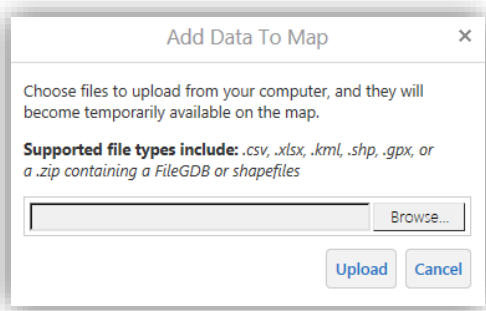 Add Data To Map ×
Choose files to upload from your computer, and they will
become temporarily available on the map.
Supported file types include: .csv, .xlsx, .kml, .shp, .gpx, or
a .zip containing a FileGDB or shapefiles
Browse...
Upload Cancel